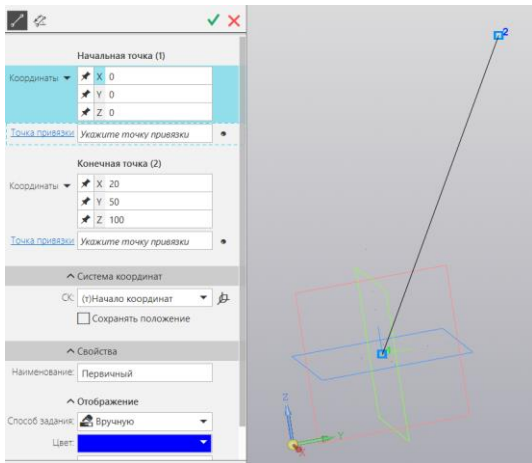 Начальная точка (1)
Координаты X 0
Y 0
Z 0
Точка привязки Укажите точку привязки
Конечная точка (2)
Координаты X 20
Y 50
Z 100
Точка привязки Укажите точку привязки
Система координат
СК: (т)Начало координат
Сохранять положение
Свойства
Наименование: Первичный
Отображение
Способ задания: Вручную
Цвет:
2
Z
Y
X